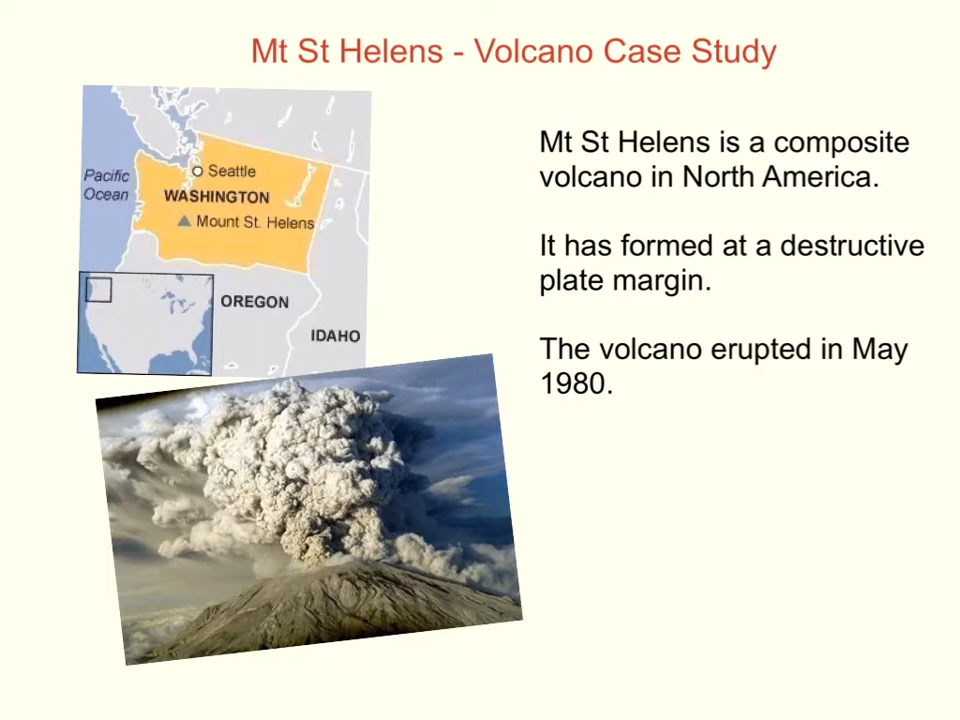 Mt St Helens - Volcano Case Study
Pacific
Ocean
Seattle
WASHINGTON
Mount St. Helens
OREGON
IDAHO
Mt St Helens is a composite
volcano in North America.
It has formed at a destructive
plate margin.
The volcano erupted in May
1980.